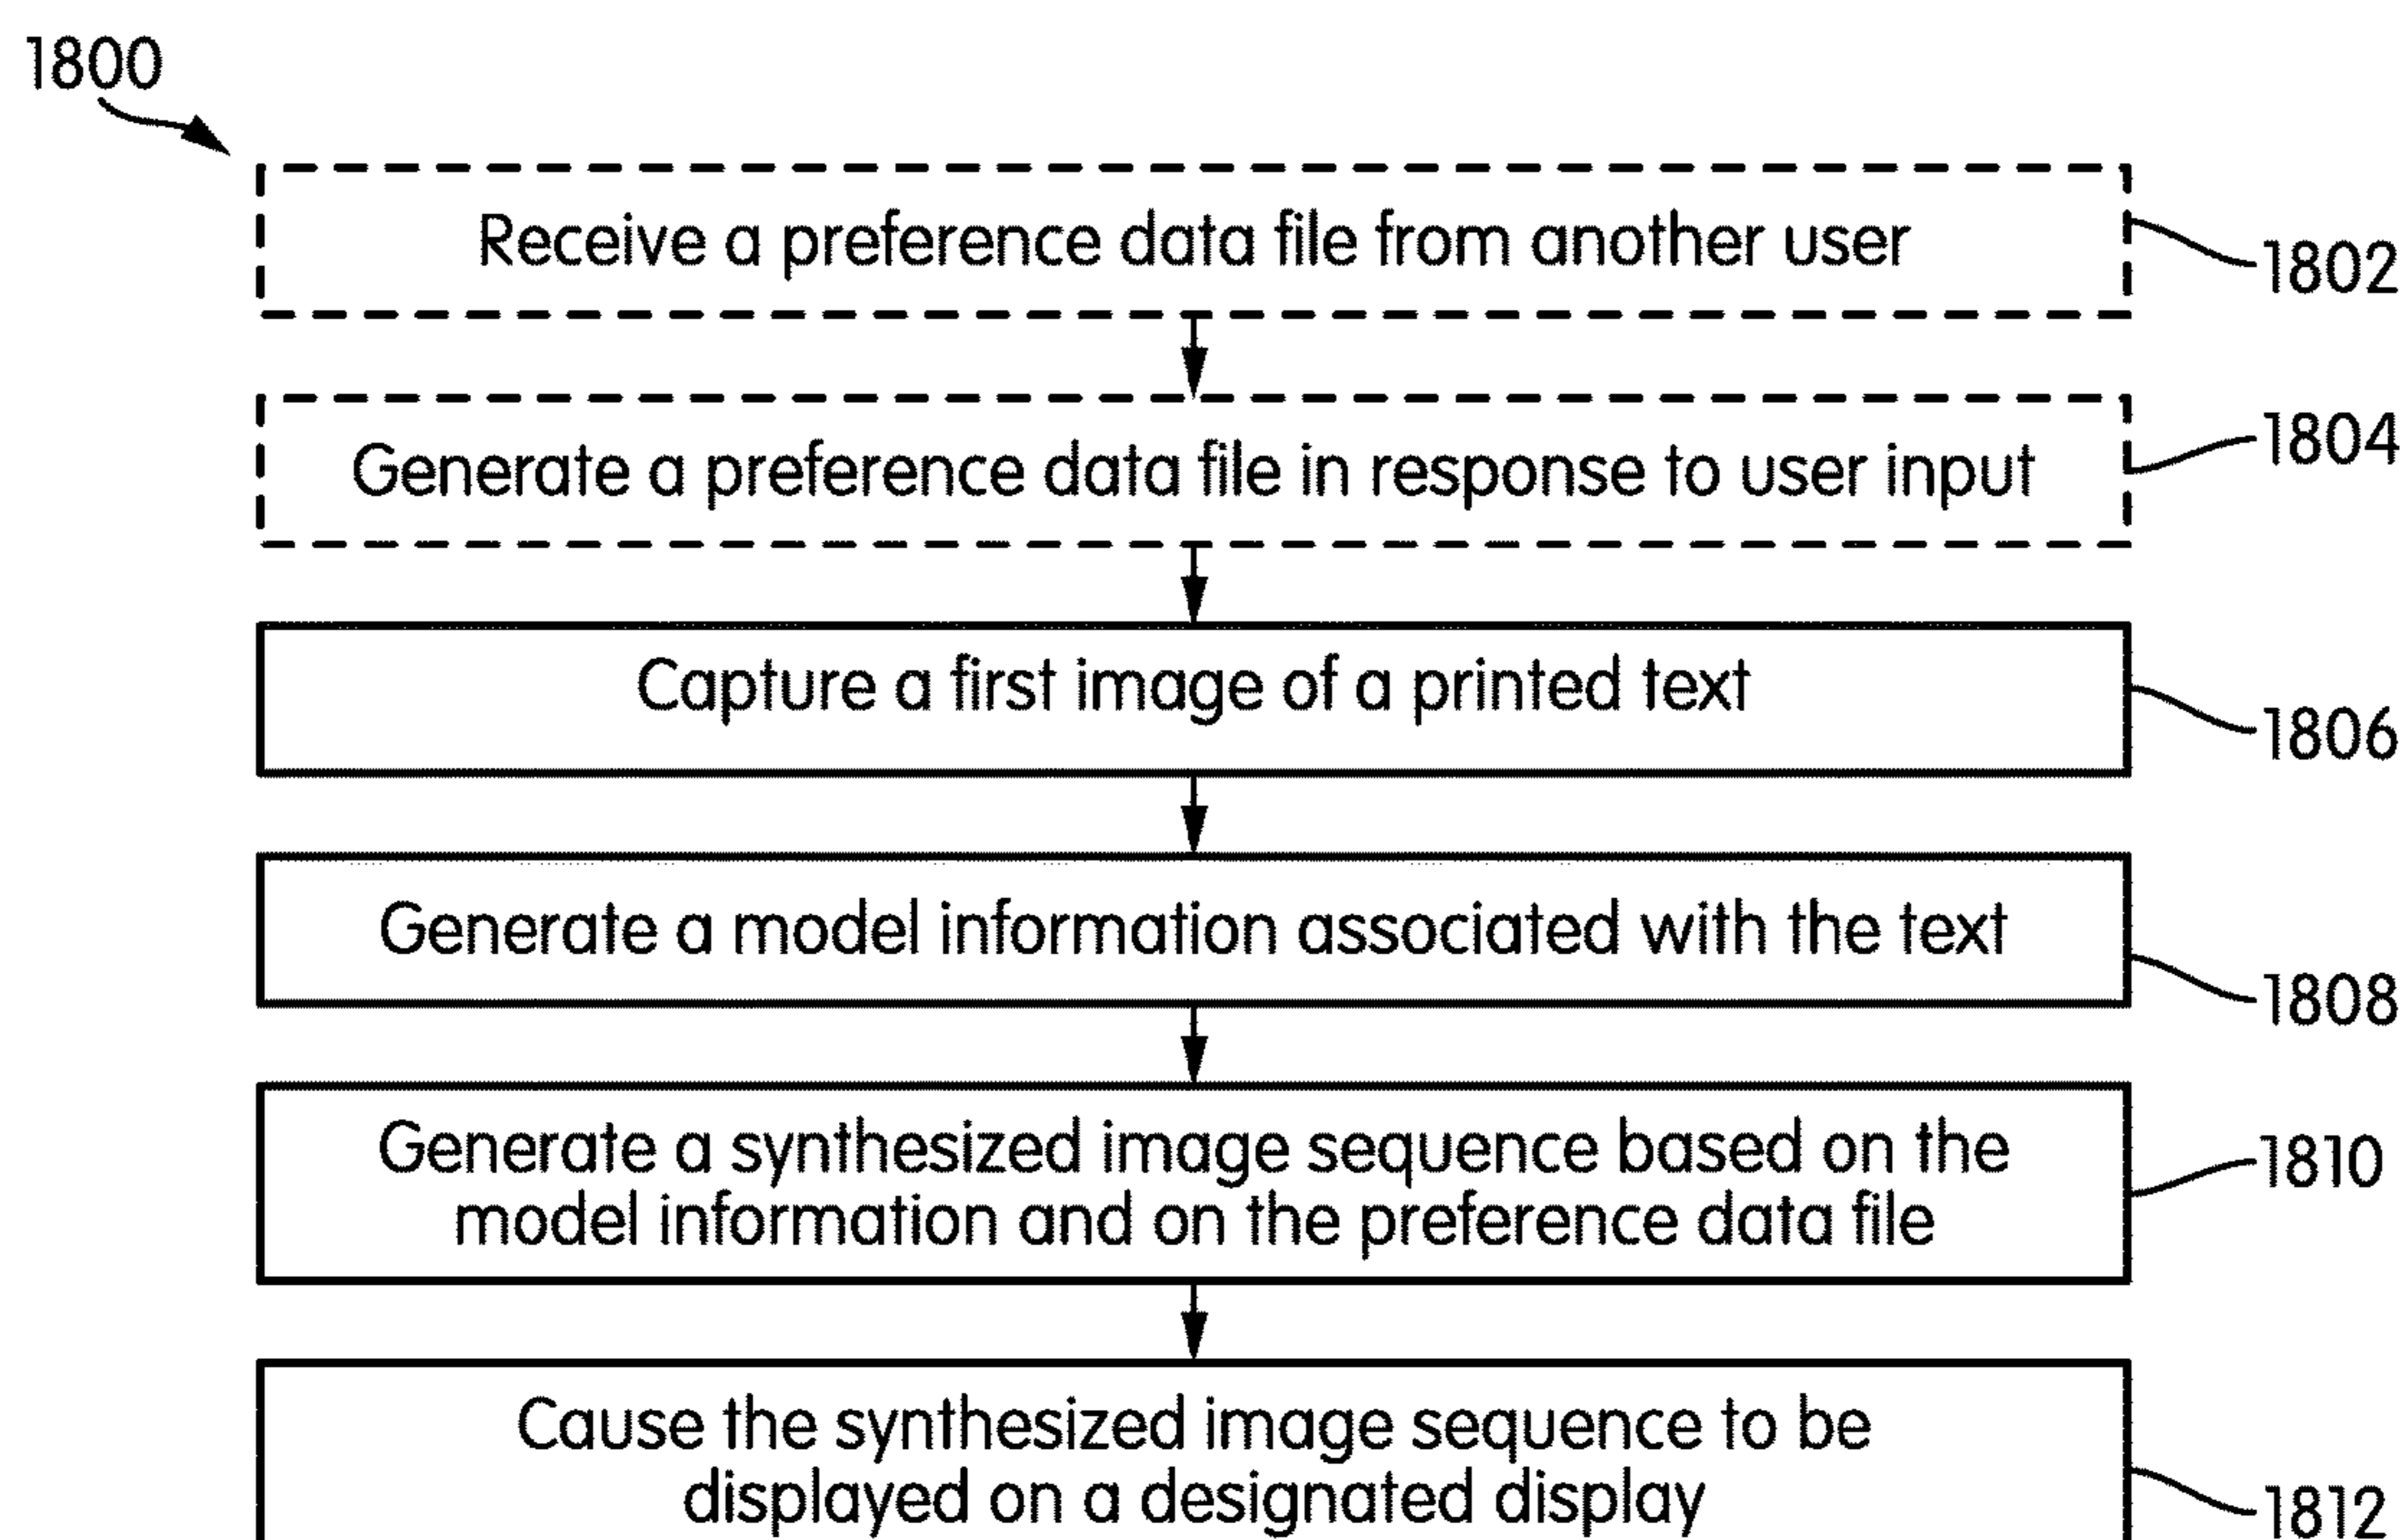 1800
Receive a preference data file from another user
1802
Generate a preference data file in response to user input
1804
Capture a first image of a printed text
1806
Generate a model information associated with the text
1808
Generate a synthesized image sequence based on the
model information and on the preference data file
1810
Cause the synthesized image sequence to be
displayed on a designated display
1812